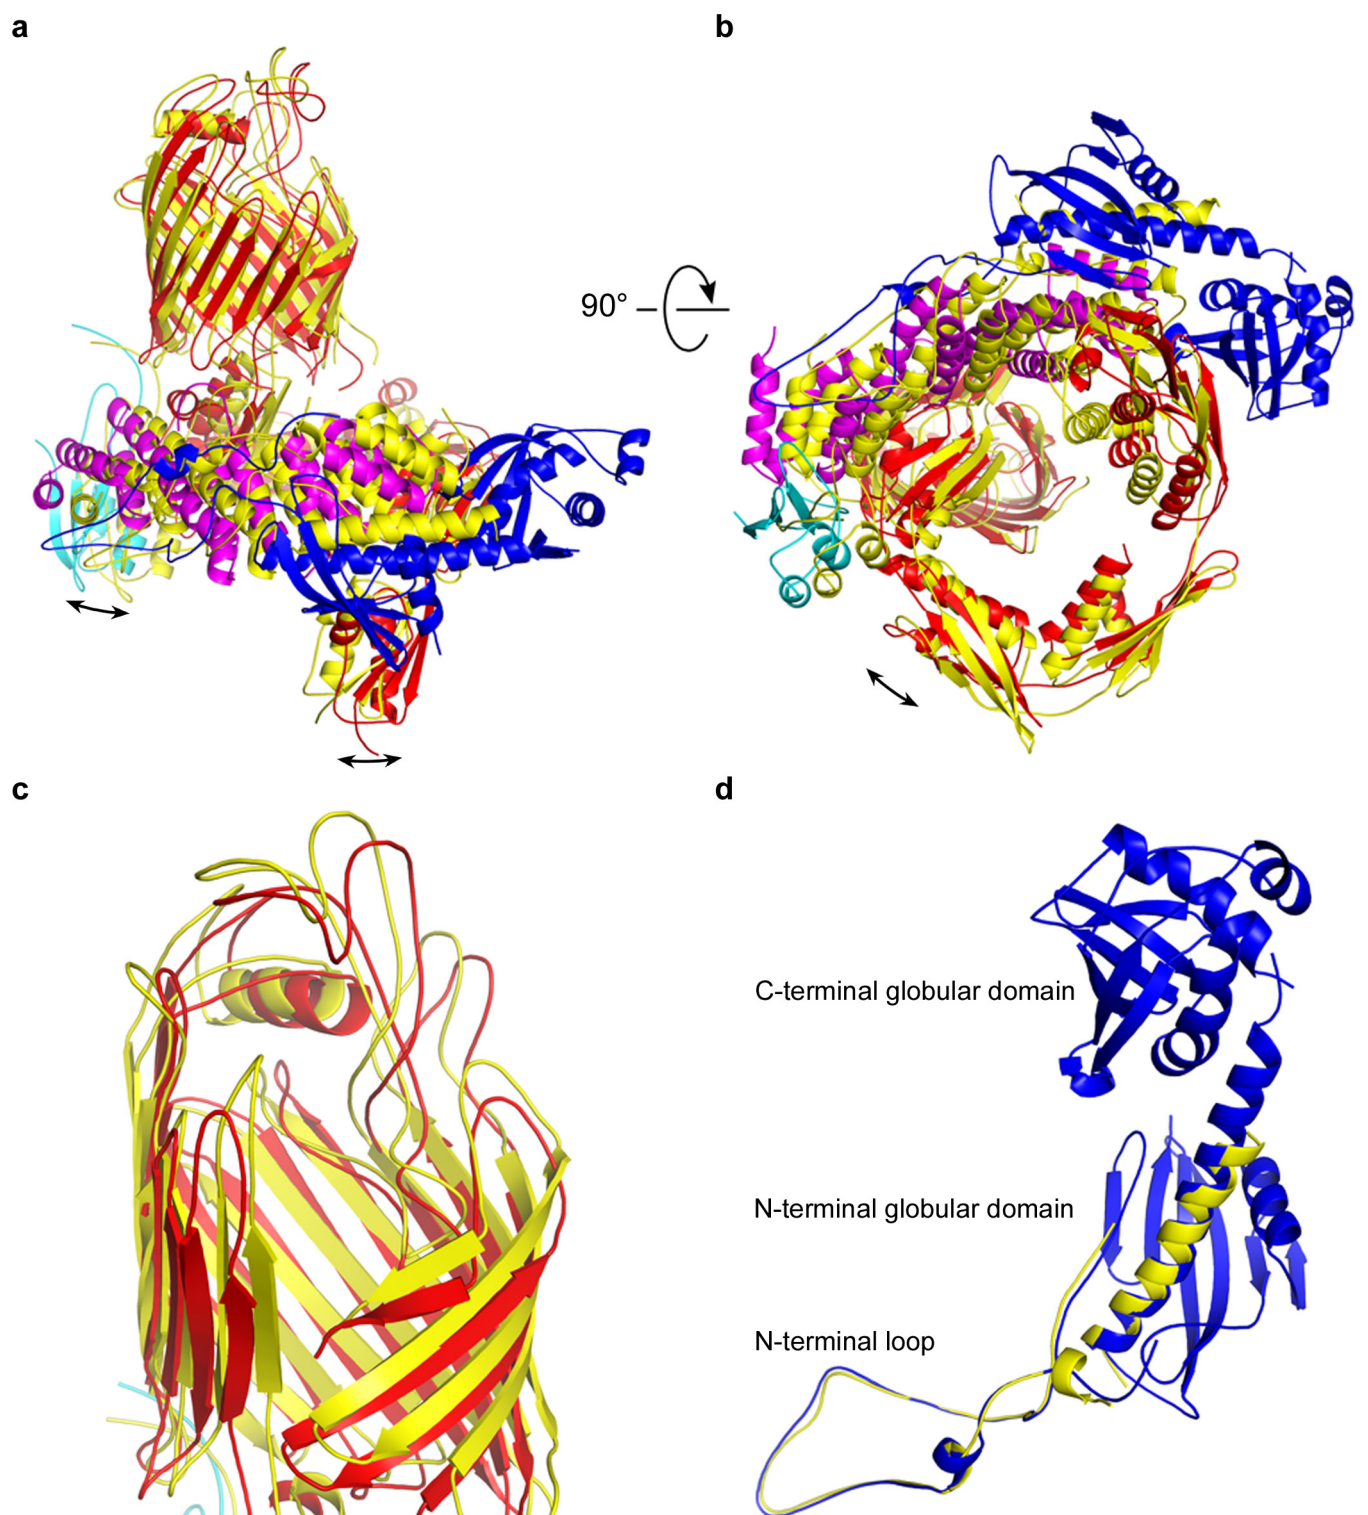 a
b
90°
c
d
C-terminal globular domain
N-terminal globular domain
N-terminal loop